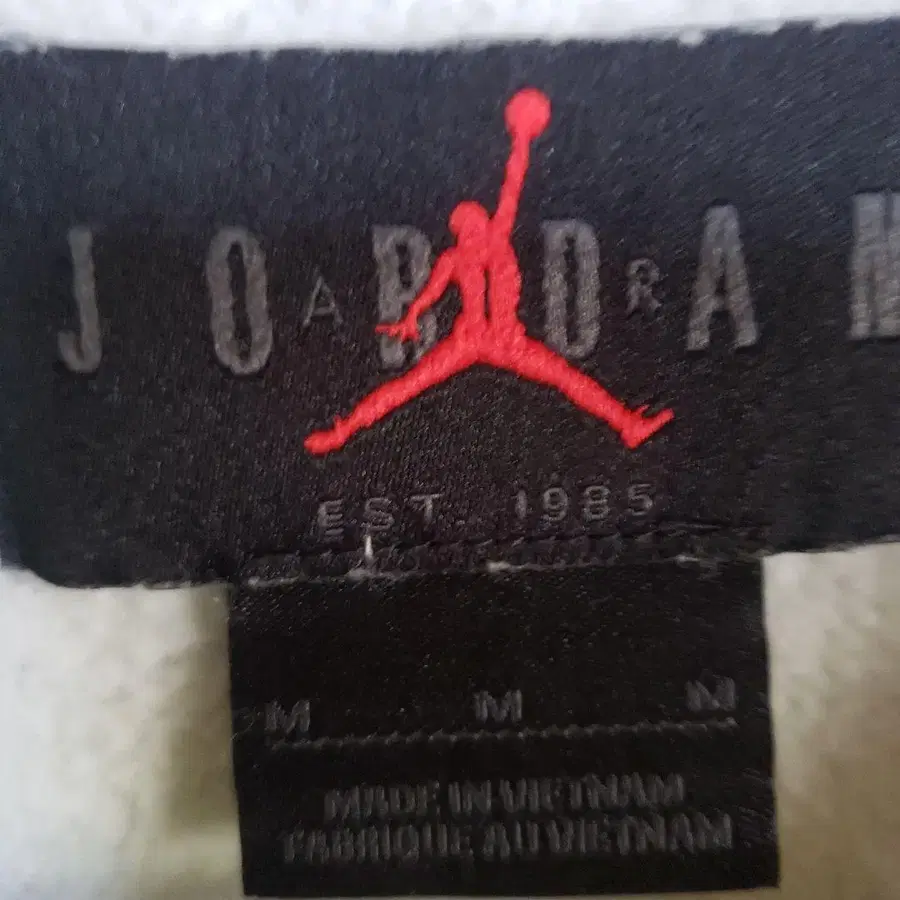 JORDAN
A R
EST. 1985
M M M
MADE IN VIETNAM
FABRIQUE AU VIETNAM